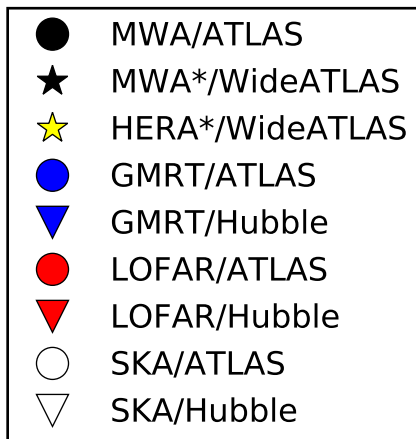 MWA/ATLAS
MWA*/WideATLAS
HERA*/WideATLAS
GMRT/ATLAS
GMRT/Hubble
LOFAR/ATLAS
LOFAR/Hubble
SKA/ATLAS
SKA/Hubble